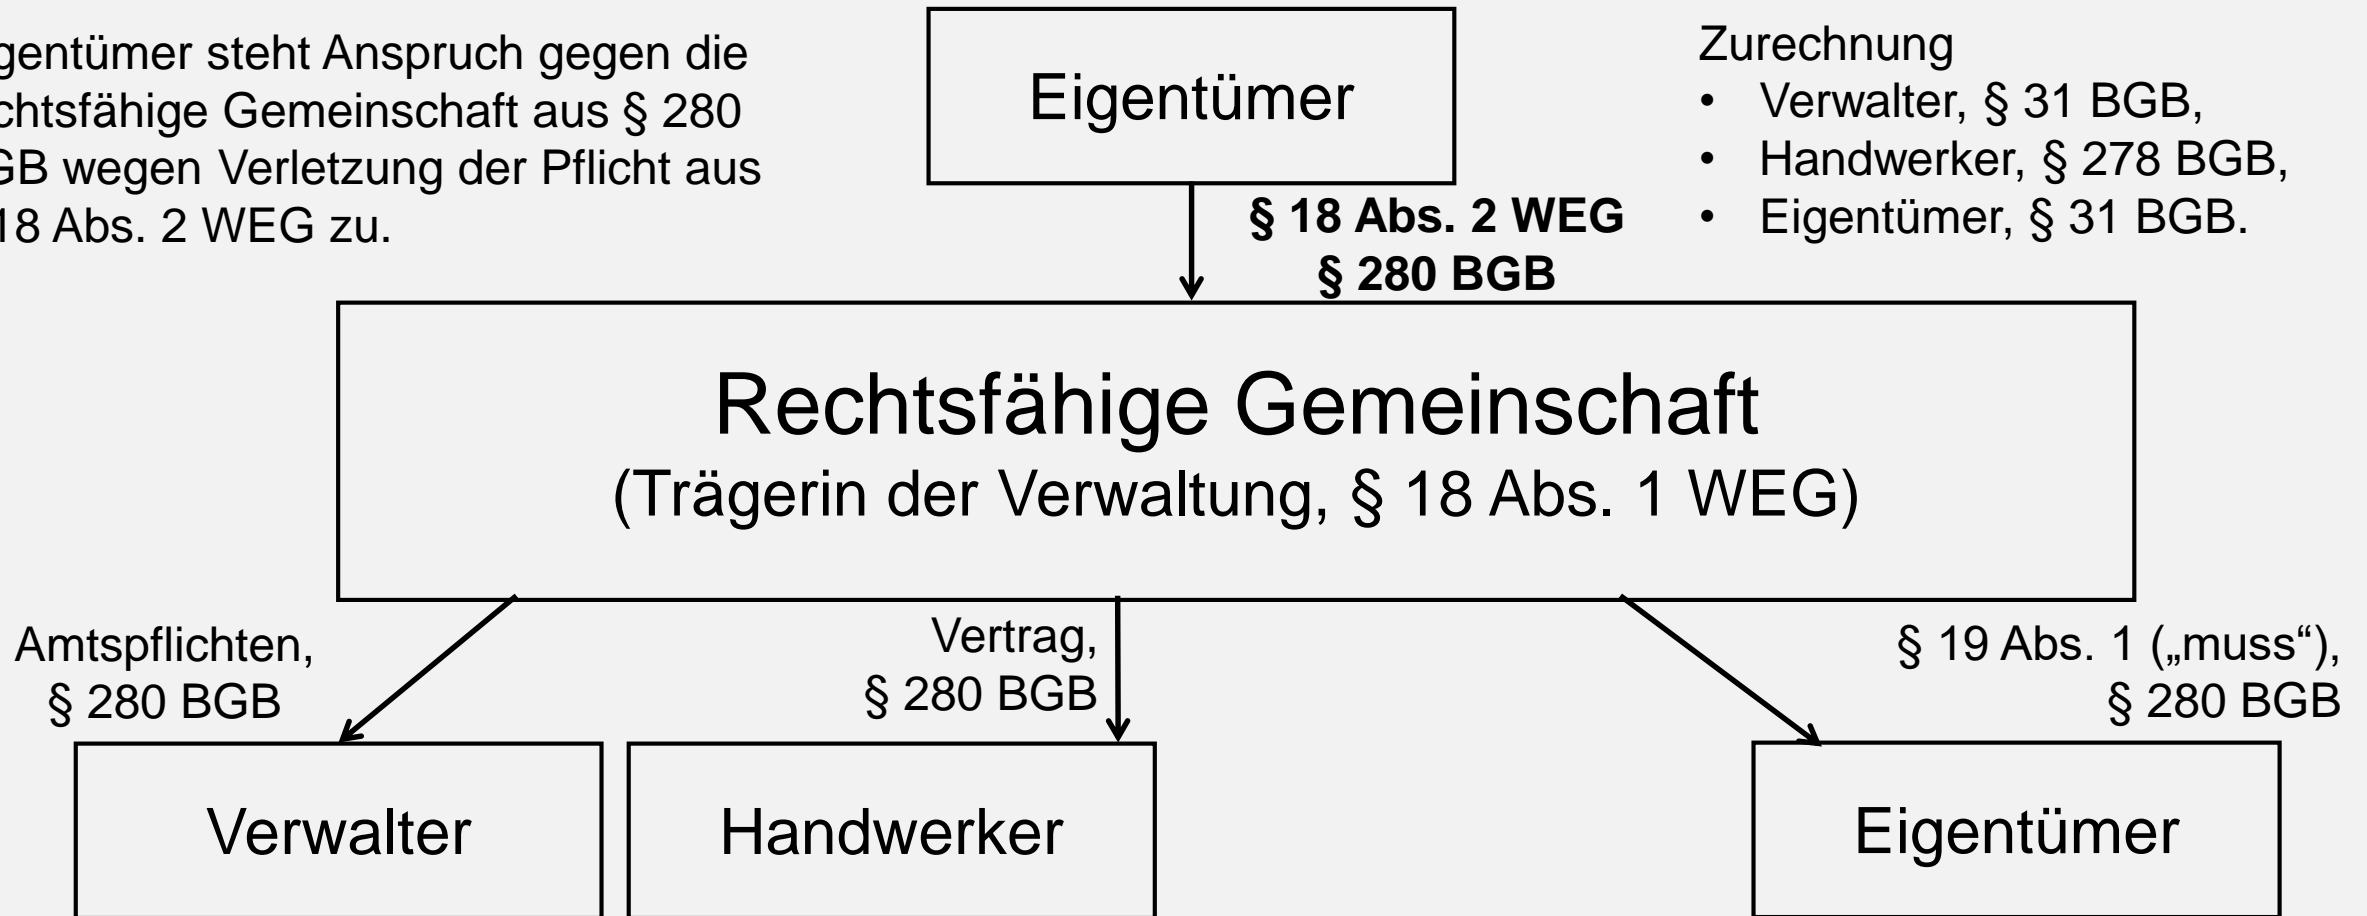 gentümer steht Anspruch gegen die
chtsfähige Gemeinschaft aus § 280
GB wegen Verletzung der Pflicht aus
18 Abs. 2 WEG zu.
Eigentümer
Zurechnung
• Verwalter, § 31 BGB,
• Handwerker, § 278 BGB,
• Eigentümer, § 31 BGB.
§ 18 Abs. 2 WEG
§ 280 BGB
Rechtsfähige Gemeinschaft
(Trägerin der Verwaltung, § 18 Abs. 1 WEG)
Amtspflichten,
§ 280 BGB
Vertrag,
§ 280 BGB
§ 19 Abs. 1 („muss“),
§ 280 BGB
Verwalter
Handwerker
Eigentümer